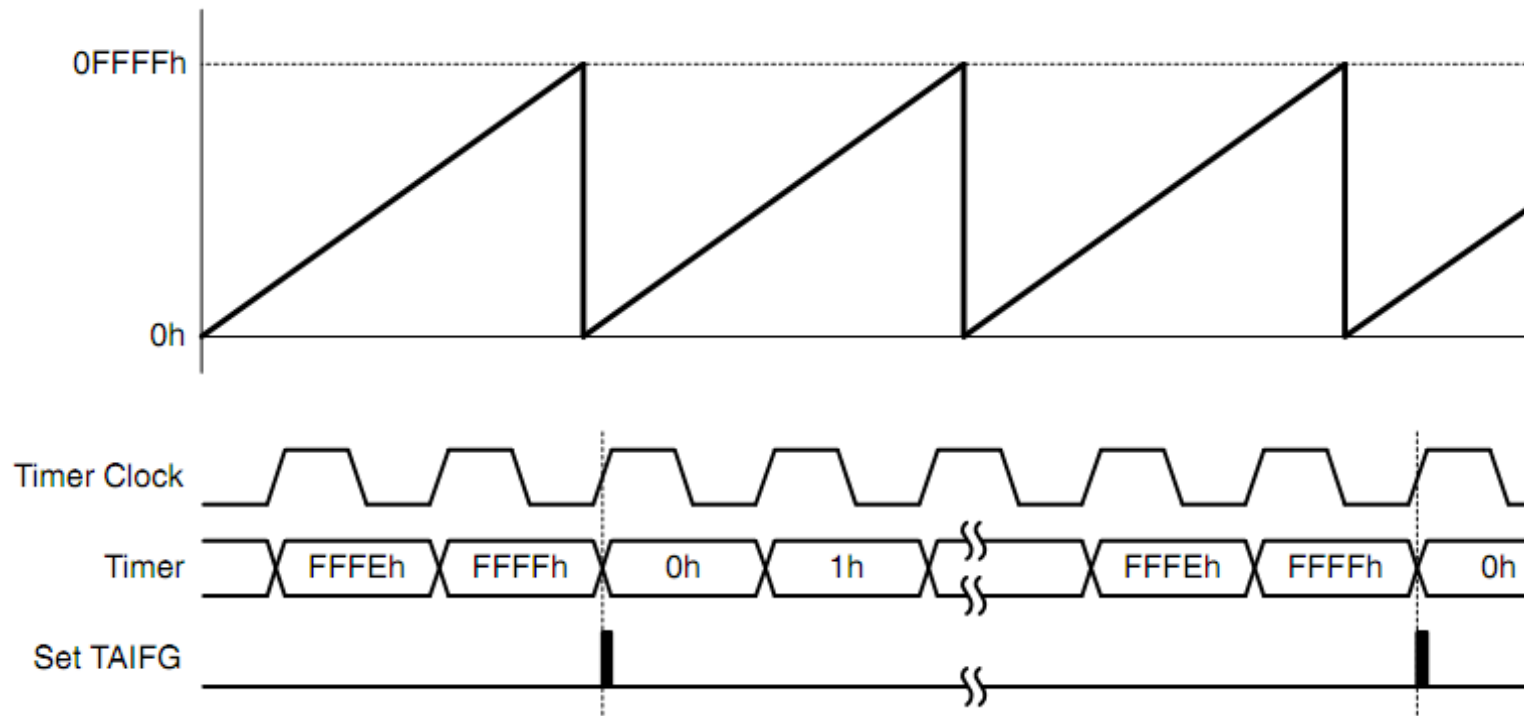 0FFFFh
0h
Timer Clock
Timer FFFEh FFFFh 0h 1h FFFEh FFFFh 0h
Set TAIFG